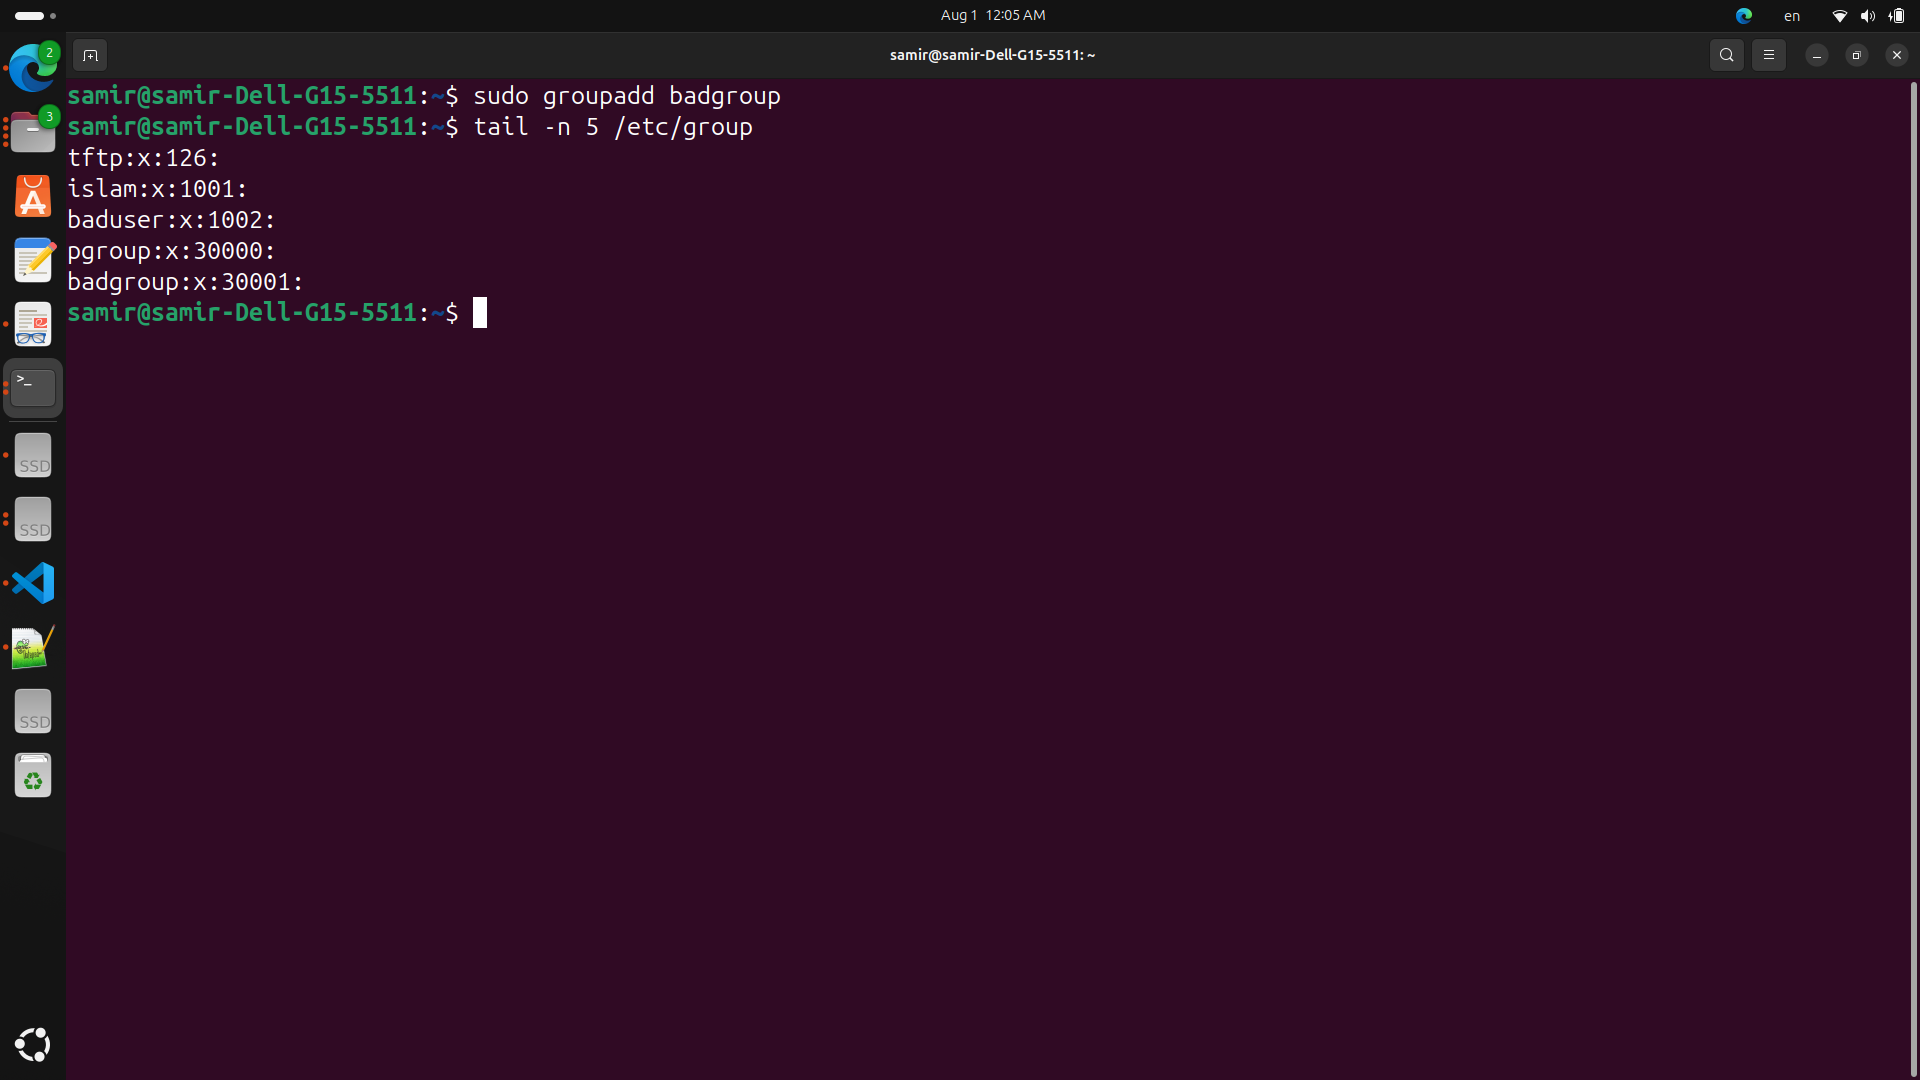 Aug 1 12:05 AM
en
samir@samir-Dell-G15-5511: ~
2
3
samir@samir-Dell-G15-5511:~$ sudo groupadd badgroup
samir@samir-Dell-G15-5511:~$ tail -n 5 /etc/group
tftp:x:126:
islam:x:1001:
baduser:x:1002:
pgroup:x:30000:
badgroup:x:30001:
samir@samir-Dell-G15-5511:~$
>_
SSD
SSD
SSD